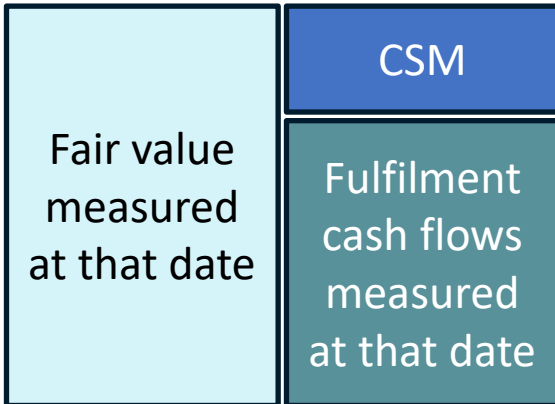 Fair value
measured
at that date
CSM
Fulfilment
cash flows
measured
at that date